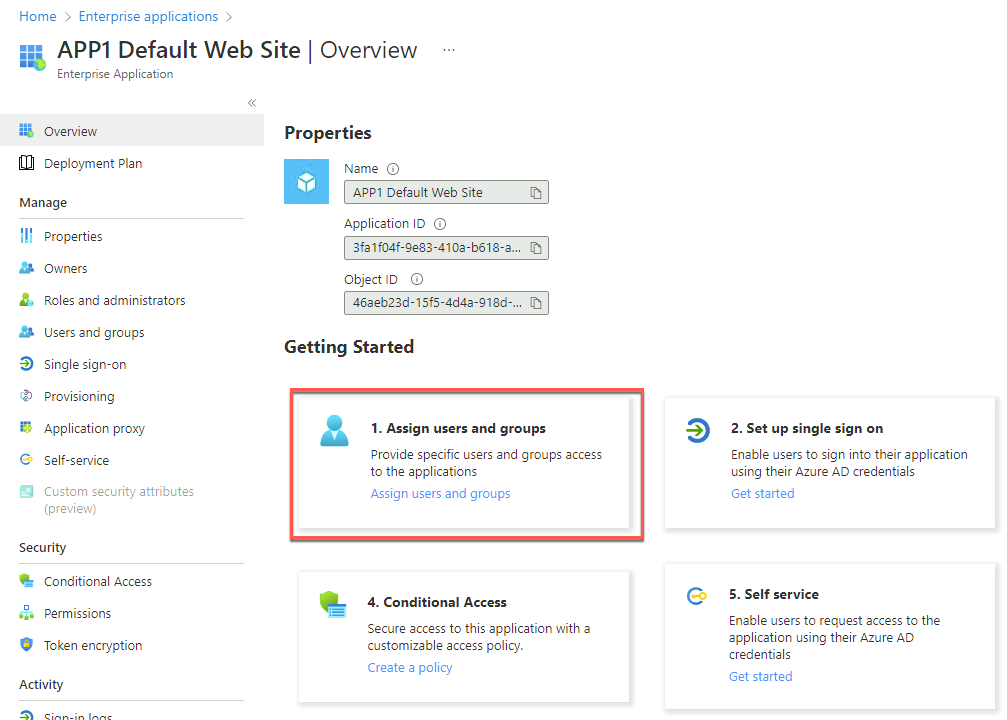 Home > Enterprise applications >
APP1 Default Web Site | Overview ...
Enterprise Application
«
Overview
Deployment Plan
Manage
Properties
Owners
Roles and administrators
Users and groups
Single sign-on
Provisioning
Application proxy
Self-service
Custom security attributes
(preview)
Security
Conditional Access
Permissions
Token encryption
Activity
Sign-in logs
Properties
Name
APP1 Default Web Site
Application ID
3fa1f04f-9e83-410a-b618-a...
Object ID
46aeb23d-15f5-4d4a-918d-...
Getting Started
1. Assign users and groups
Provide specific users and groups access
to the applications
Assign users and groups
2. Set up single sign on
Enable users to sign into their application
using their Azure AD credentials
Get started
4. Conditional Access
Secure access to this application with a
customizable access policy.
Create a policy
5. Self service
Enable users to request access to the
application using their Azure AD
credentials
Get started